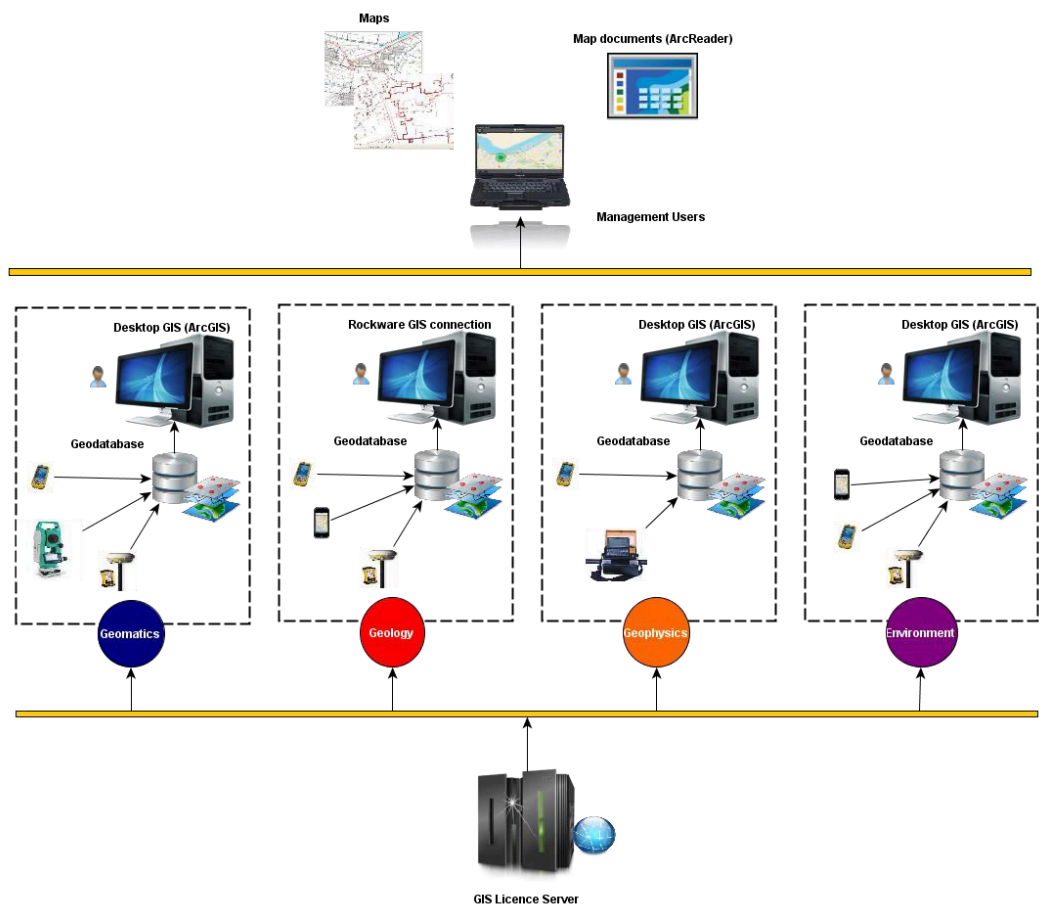 Maps
Map documents (ArcReader)
Management Users
Desktop GIS (ArcGIS)
Geodatabase
Geomatics
Rockware GIS connection
Geodatabase
Geology
Desktop GIS (ArcGIS)
Geodatabase
Geophysics
Desktop GIS (ArcGIS)
Geodatabase
Environment
GIS Licence Server